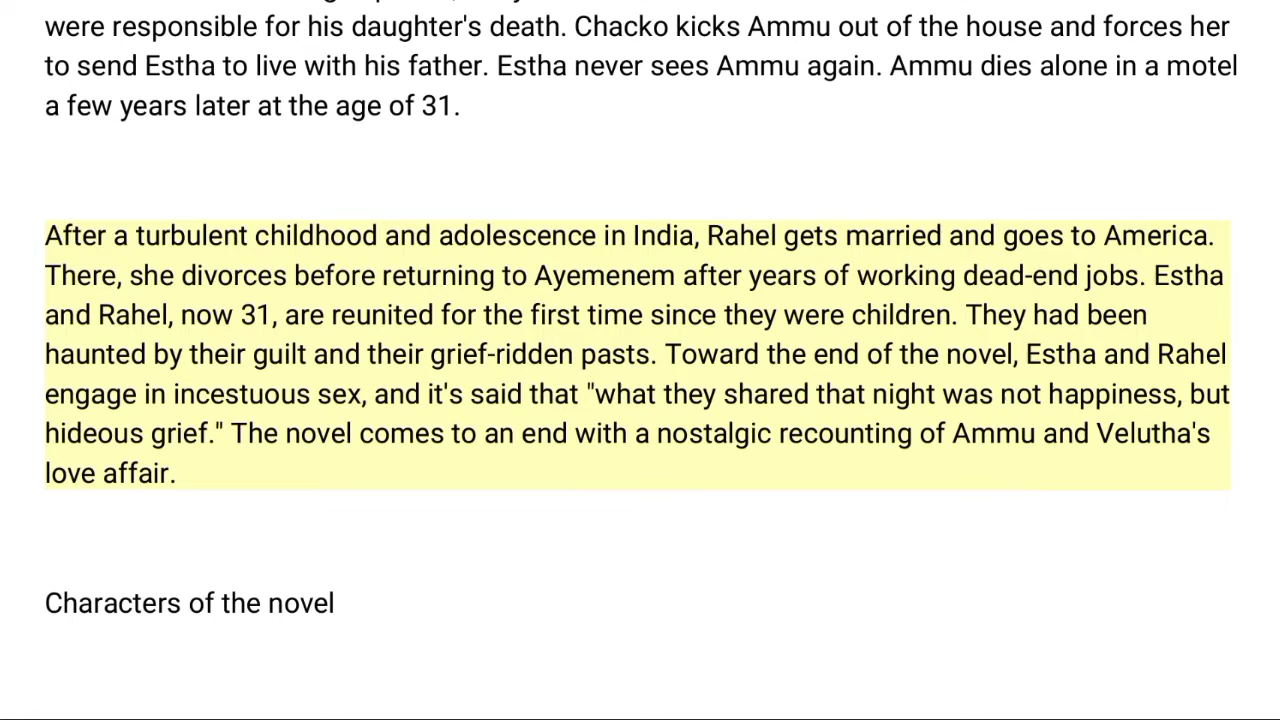 were responsible for his daughter's death. Chacko kicks Ammu out of the house and forces her
to send Estha to live with his father. Estha never sees Ammu again. Ammu dies alone in a motel
a few years later at the age of 31.
After a turbulent childhood and adolescence in India, Rahel gets married and goes to America.
There, she divorces before returning to Ayemenem after years of working dead-end jobs. Estha
and Rahel, now 31, are reunited for the first time since they were children. They had been
haunted by their guilt and their grief-ridden pasts. Toward the end of the novel, Estha and Rahel
engage in incestuous sex, and it's said that "what they shared that night was not happiness, but
hideous grief." The novel comes to an end with a nostalgic recounting of Ammu and Velutha's
love affair.
Characters of the novel